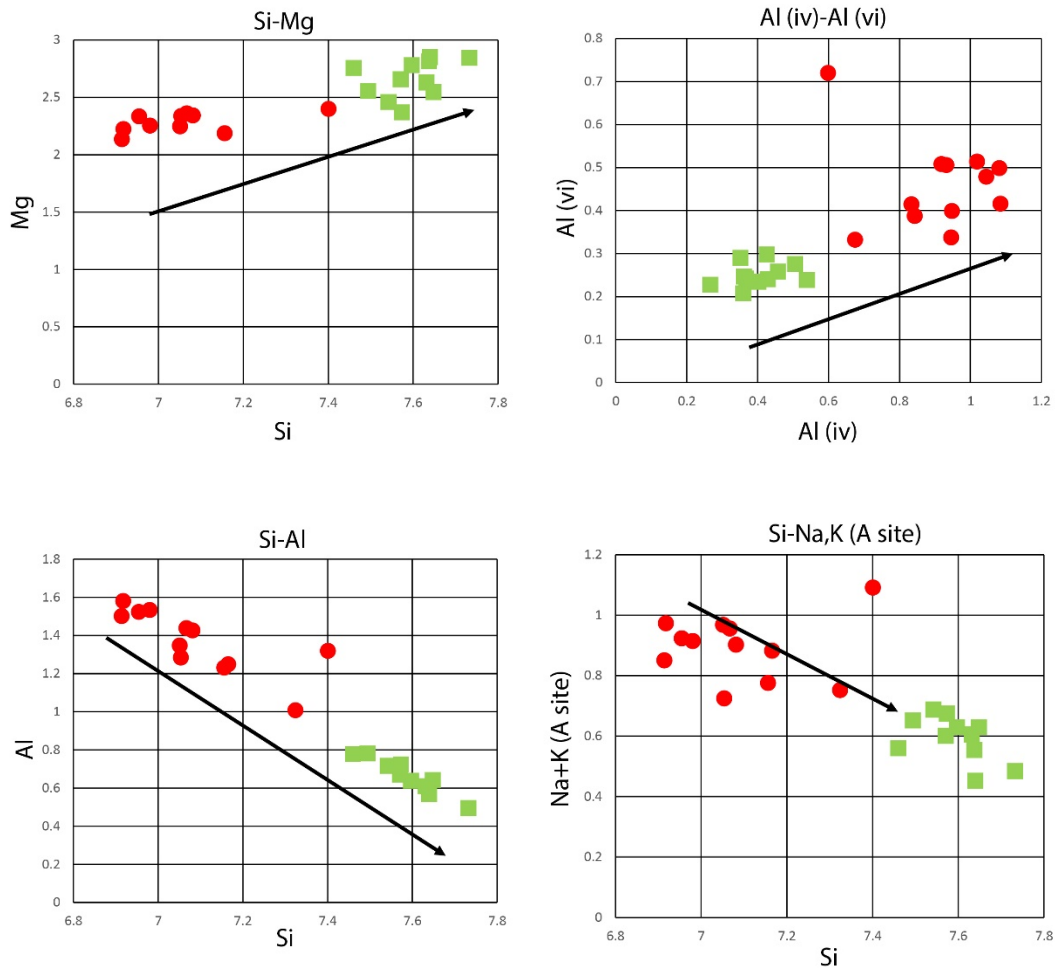 Si-Mg
3
2.5
2
1.5
1
0.5
0
Mg
6.8 7 7.2 7.4 7.6 7.8
Si
Al (iv)-Al (vi)
0.8
0.7
0.6
0.5
0.4
0.3
0.2
0.1
0
Al (vi)
0 0.2 0.4 0.6 0.8 1 1.2
Al (iv)
Si-Al
1.8
1.6
1.4
1.2
1
0.8
0.6
0.4
0.2
0
Al
6.8 7 7.2 7.4 7.6 7.8
Si
Si-Na,K (A site)
1.2
1
0.8
0.6
0.4
0.2
0
Na+K (A site)
6.8 7 7.2 7.4 7.6 7.8
Si